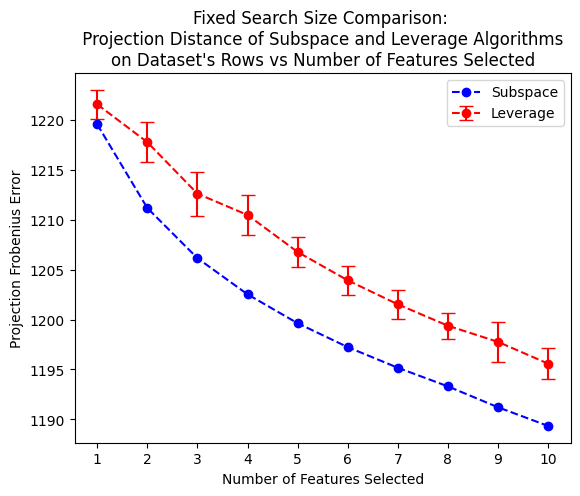 Fixed Search Size Comparison:
Projection Distance of Subspace and Leverage Algorithms
on Dataset's Rows vs Number of Features Selected
Subspace
Leverage
Projection Frobenius Error
1220
1215
1210
1205
1200
1195
1190
1 2 3 4 5 6 7 8 9 10
Number of Features Selected